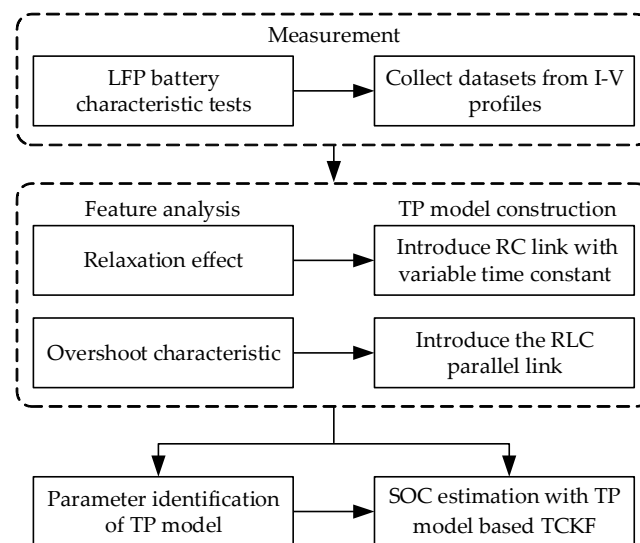 Measurement
LFP battery
characteristic tests
Collect datasets from I-V
profiles
Feature analysis
TP model construction
Relaxation effect
Introduce RC link with
variable time constant
Overshoot characteristic
Introduce the RLC
parallel link
Parameter identification
of TP model
SOC estimation with TP
model based TCKF